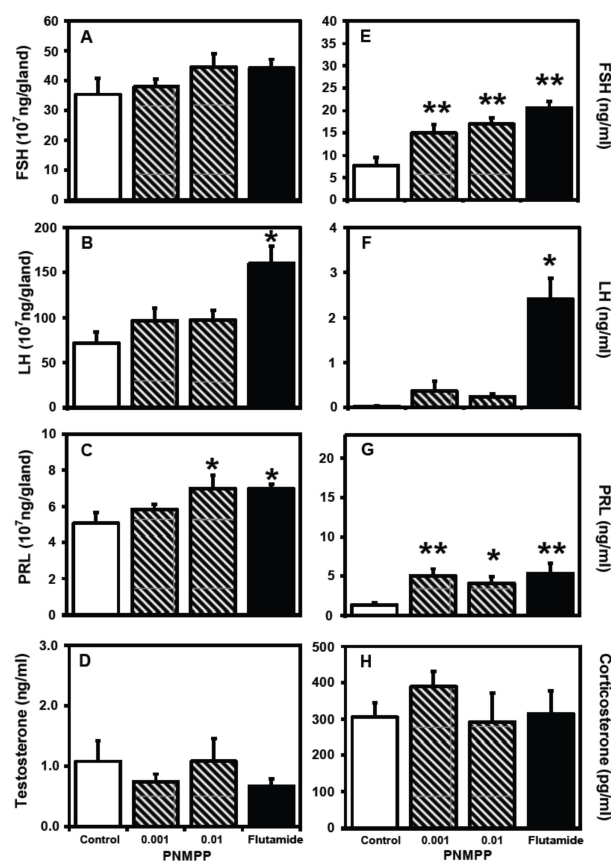 A
60
50
40
30
20
10
0
FSH (10⁷ng/gland)
E
40
35
30
25
20
15
10
5
0
FSH (ng/ml)
** ** **
B
200
150
100
50
0
LH (10⁷ng/gland)
*
F
4
3
2
1
0
LH (ng/ml)
*
C
10
8
6
4
2
0
PRL (10⁷ng/gland)
* *
G
20
15
10
5
0
PRL (ng/ml)
** * **
D
3.0
2.0
1.0
0.0
Testosterone (ng/ml)
Control 0.001 0.01 Flutamide
PNMPP
H
500
400
300
200
100
0
Corticosterone (pg/ml)
Control 0.001 0.01 Flutamide
PNMPP